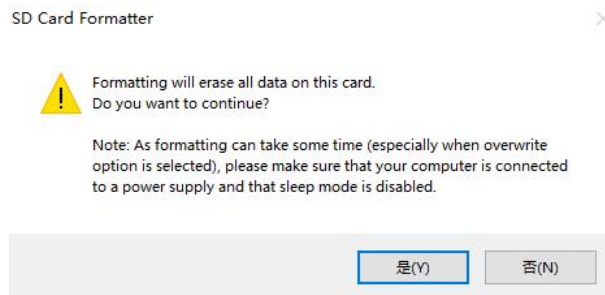 SD Card Formatter
Formatting will erase all data on this card.
Do you want to continue?
Note: As formatting can take some time (especially when overwrite
option is selected), please make sure that your computer is connected
to a power supply and that sleep mode is disabled.
是(Y)
否(N)